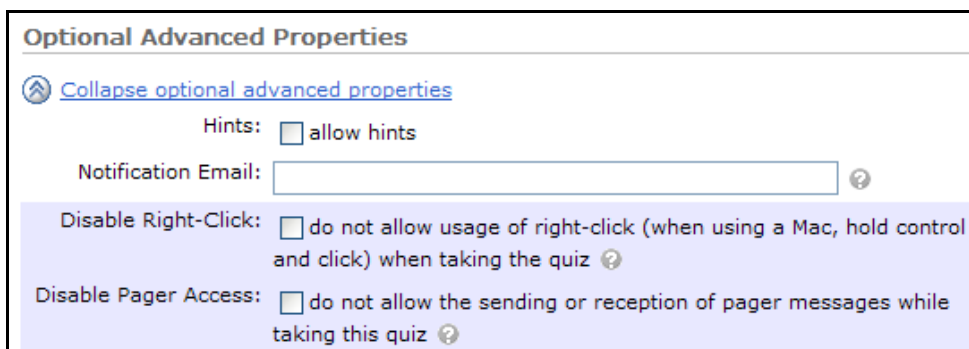 Optional Advanced Properties
Collapse optional advanced properties
Hints: allow hints
Notification Email: ?
Disable Right-Click: do not allow usage of right-click (when using a Mac, hold control
and click) when taking the quiz ?
Disable Pager Access: do not allow the sending or reception of pager messages while
taking this quiz ?